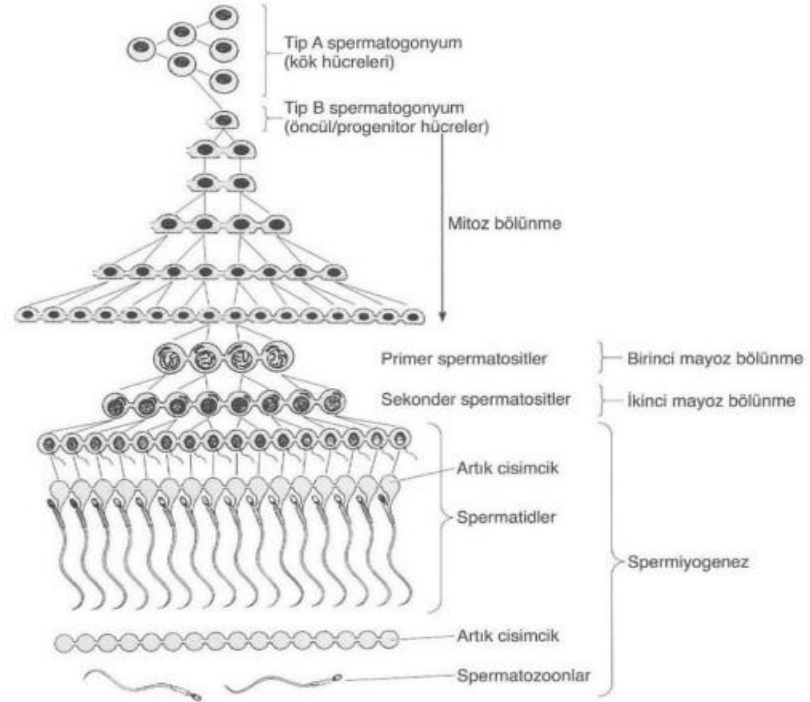 Tip A spermatogonyum
(kök hücreleri)
Tip B spermatogonyum
(öncül/progenitor hücreler)
Mitoz bölünme
Primer spermatositler
Birinci mayoz bölünme
Sekonder spermatositler
İkinci mayoz bölünme
Artık cisimcik
Spermatidler
Spermiyogenez
Artık cisimcik
Spermatozoonlar